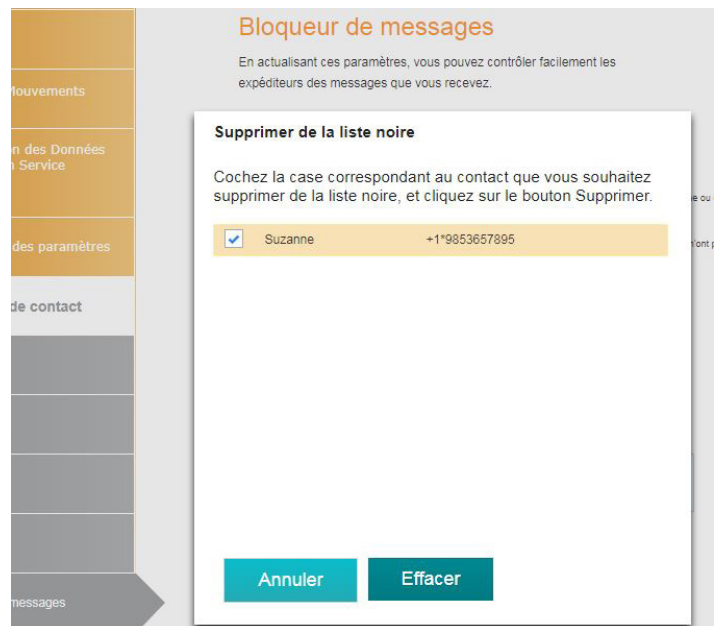 Bloqueur de messages
En actualisant ces paramètres, vous pouvez contrôler facilement les
expéditeurs des messages que vous recevez.
Mouvements
n des Données
Service
des paramètres
de contact
messages
Supprimer de la liste noire
Cochez la case correspondant au contact que vous souhaitez
supprimer de la liste noire, et cliquez sur le bouton Supprimer.
Suzanne +1*9853657895
Annuler Effacer
e ou
n'ont p